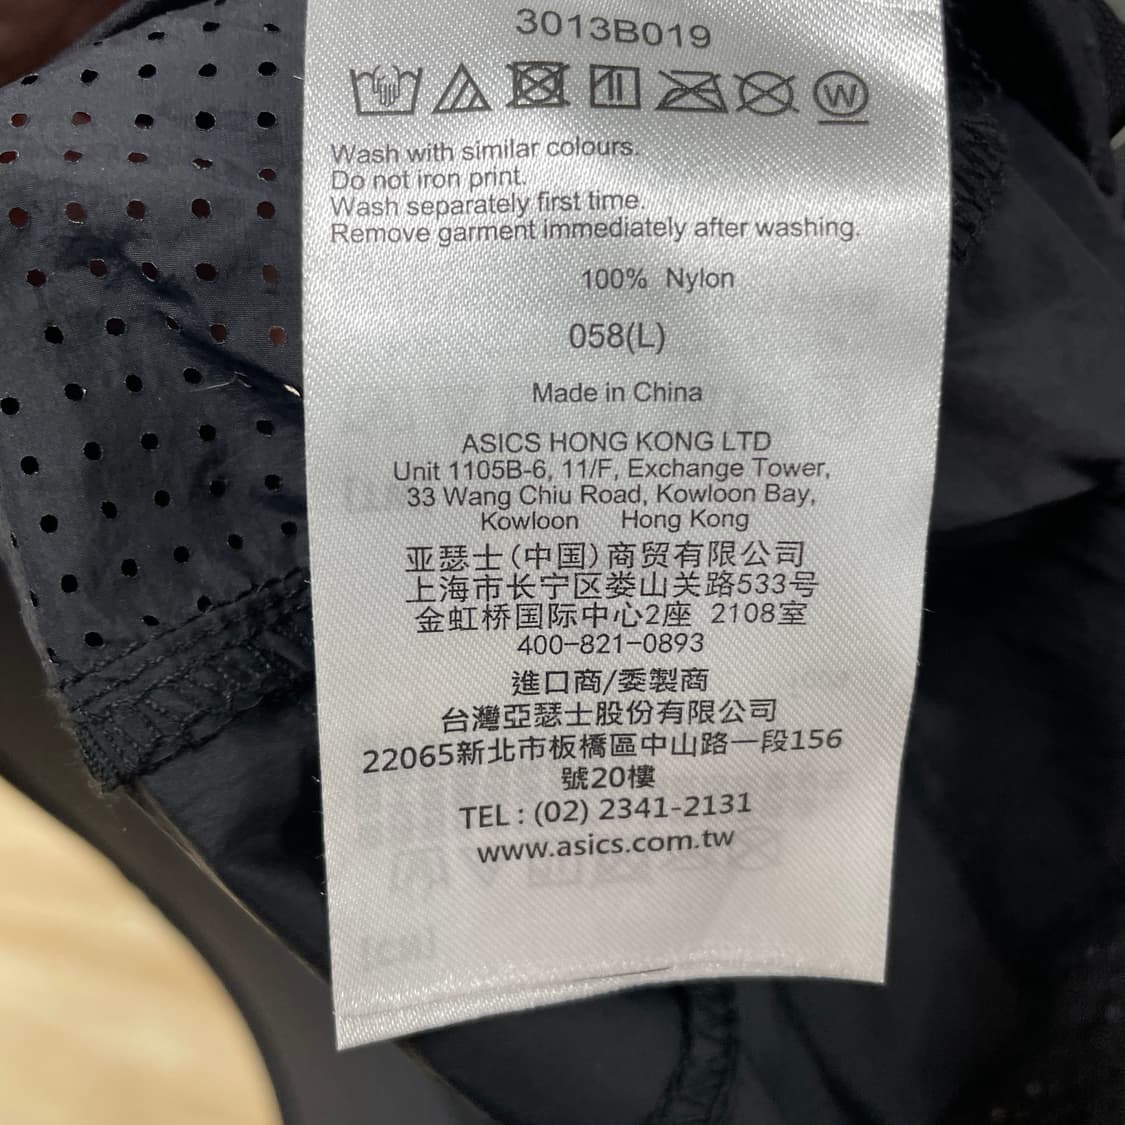 3013B019
W
Wash with similar colours.
Do not iron print.
Wash separately first time.
Remove garment immediately after washing.
100% Nylon
058(L)
Made in China
ASICS HONG KONG LTD
Unit 1105B-6, 11/F, Exchange Tower,
33 Wang Chiu Road, Kowloon Bay,
Kowloon Hong Kong
亚瑟士(中国)商贸有限公司
上海市长宁区娄山关路533号
金虹桥国际中心2座 2108室
400-821-0893
進口商/委製商
台灣亞瑟士股份有限公司
22065新北市板橋區中山路一段156
號20樓
TEL : (02) 2341-2131
www.asics.com.tw